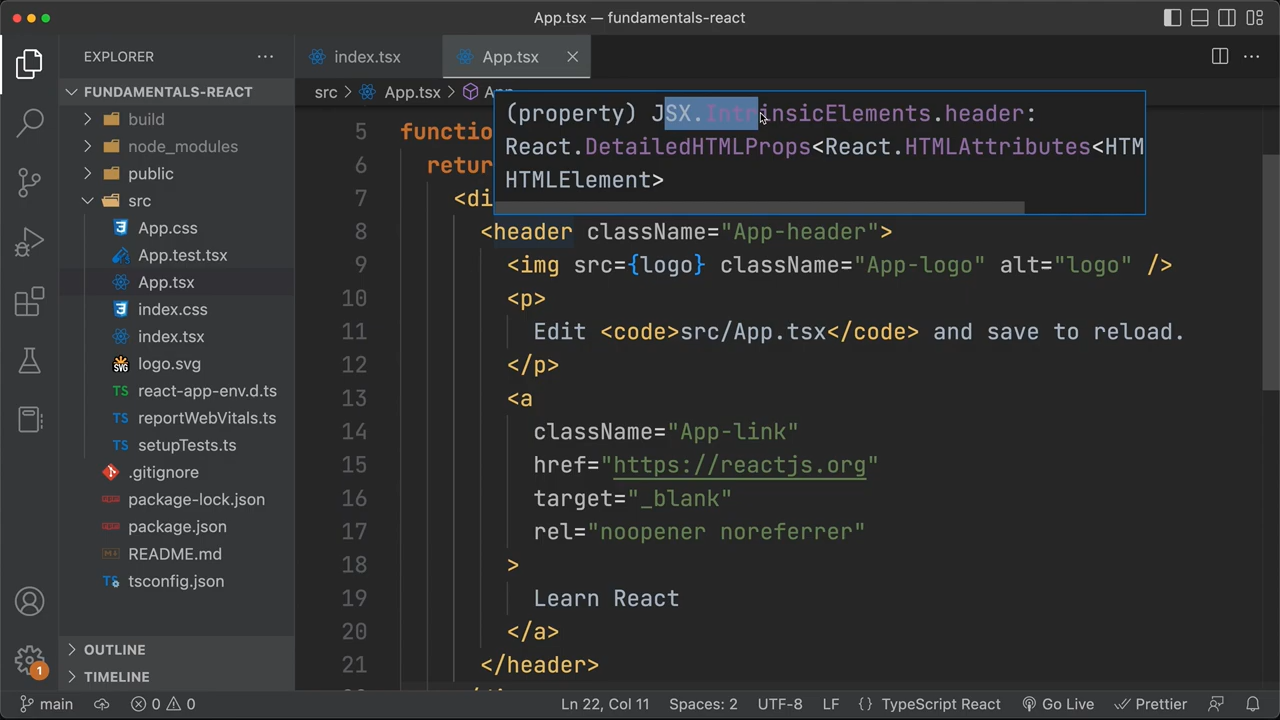 App.tsx — fundamentals-react
EXPLORER
FUNDAMENTALS-REACT
build
node_modules
public
src
App.css
App.test.tsx
App.tsx
index.css
index.tsx
logo.svg
react-app-env.d.ts
reportWebVitals.ts
setupTests.ts
.gitignore
package-lock.json
package.json
README.md
tsconfig.json
OUTLINE
TIMELINE
index.tsx
App.tsx
src > App.tsx > App
(property) JSX.IntrinsicElements.header:
React.DetailedHTMLProps<React.HTMLAttributes<HTM
HTMLElement>
5 functio
6 retur
7 <di
8 <header className="App-header">
9 <img src={logo} className="App-logo" alt="logo" />
10 <p>
11 Edit <code>src/App.tsx</code> and save to reload.
12 </p>
13 <a
14 className="App-link"
15 href="https://reactjs.org"
16 target="_blank"
17 rel="noopener noreferrer"
18 >
19 Learn React
20 </a>
21 </header>
1
main 0 0 Ln 22, Col 11 Spaces: 2 UTF-8 LF {} TypeScript React Go Live Prettier